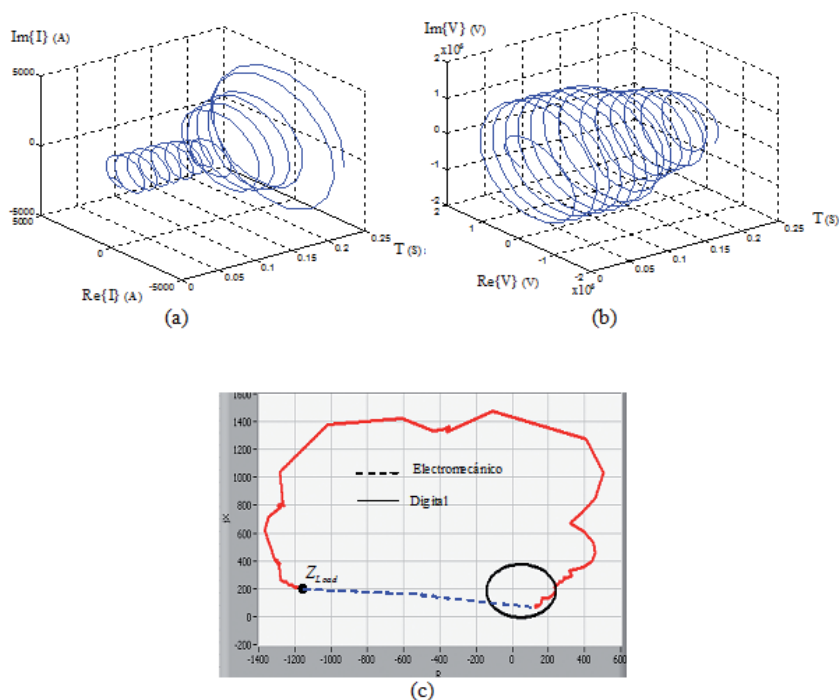 Im{I} (A)
5000
0
-5000
5000
0
-5000
Re{I} (A)
0
0.05
0.1
0.15
0.2
0.25
T (S):
(a)
Im{V} (V)
x10⁶
2
1
0
-1
-2
1
0
-1
-2
x10⁶
Re{V} (V)
0
0.05
0.1
0.15
0.2
0.25
T (S)
(b)
1600
1400
1200
1000
800
600
400
200
0
-200
jX
Electromecánico
Digital
Z_Load
-1400 -1200 -1000 -800 -600 -400 -200 0 200 400 600
R
(c)